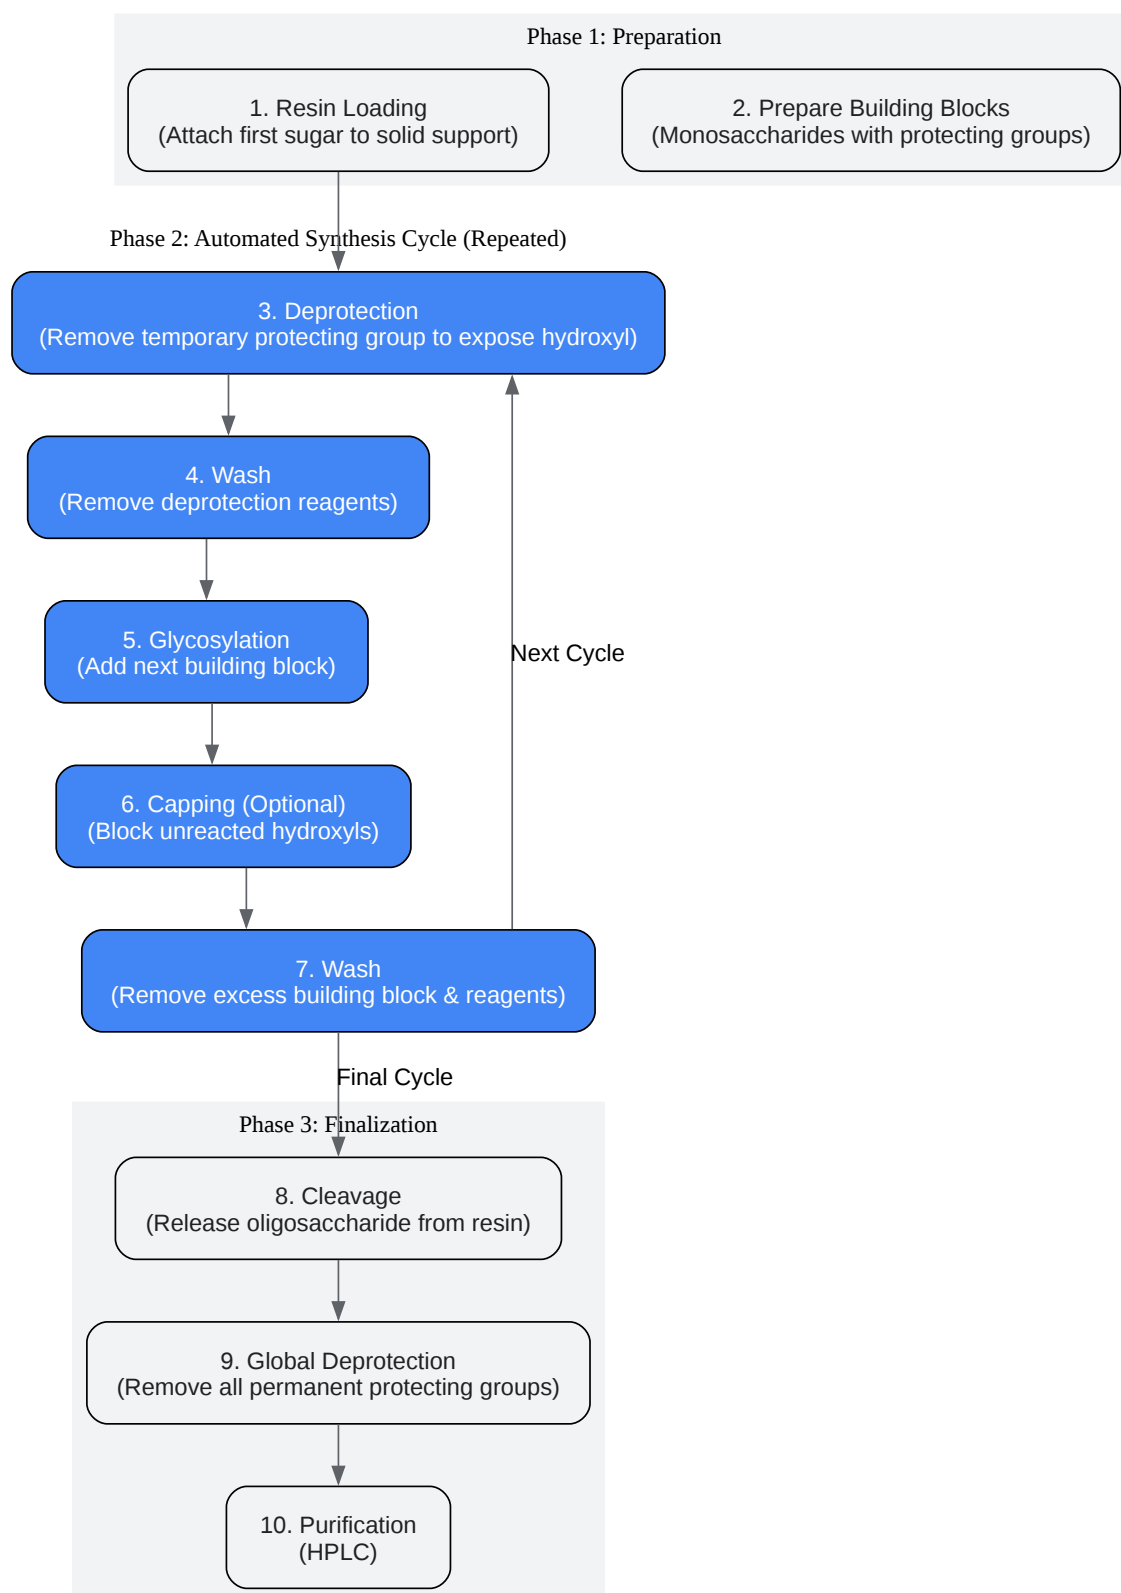 Phase 1: Preparation
1. Resin Loading
(Attach first sugar to solid support)
2. Prepare Building Blocks
(Monosaccharides with protecting groups)
Phase 2: Automated Synthesis Cycle (Repeated)
3. Deprotection
(Remove temporary protecting group to expose hydroxyl)
4. Wash
(Remove deprotection reagents)
5. Glycosylation
(Add next building block)
Next Cycle
6. Capping (Optional)
(Block unreacted hydroxyls)
7. Wash
(Remove excess building block & reagents)
Final Cycle
Phase 3: Finalization
8. Cleavage
(Release oligosaccharide from resin)
9. Global Deprotection
(Remove all permanent protecting groups)
10. Purification
(HPLC)